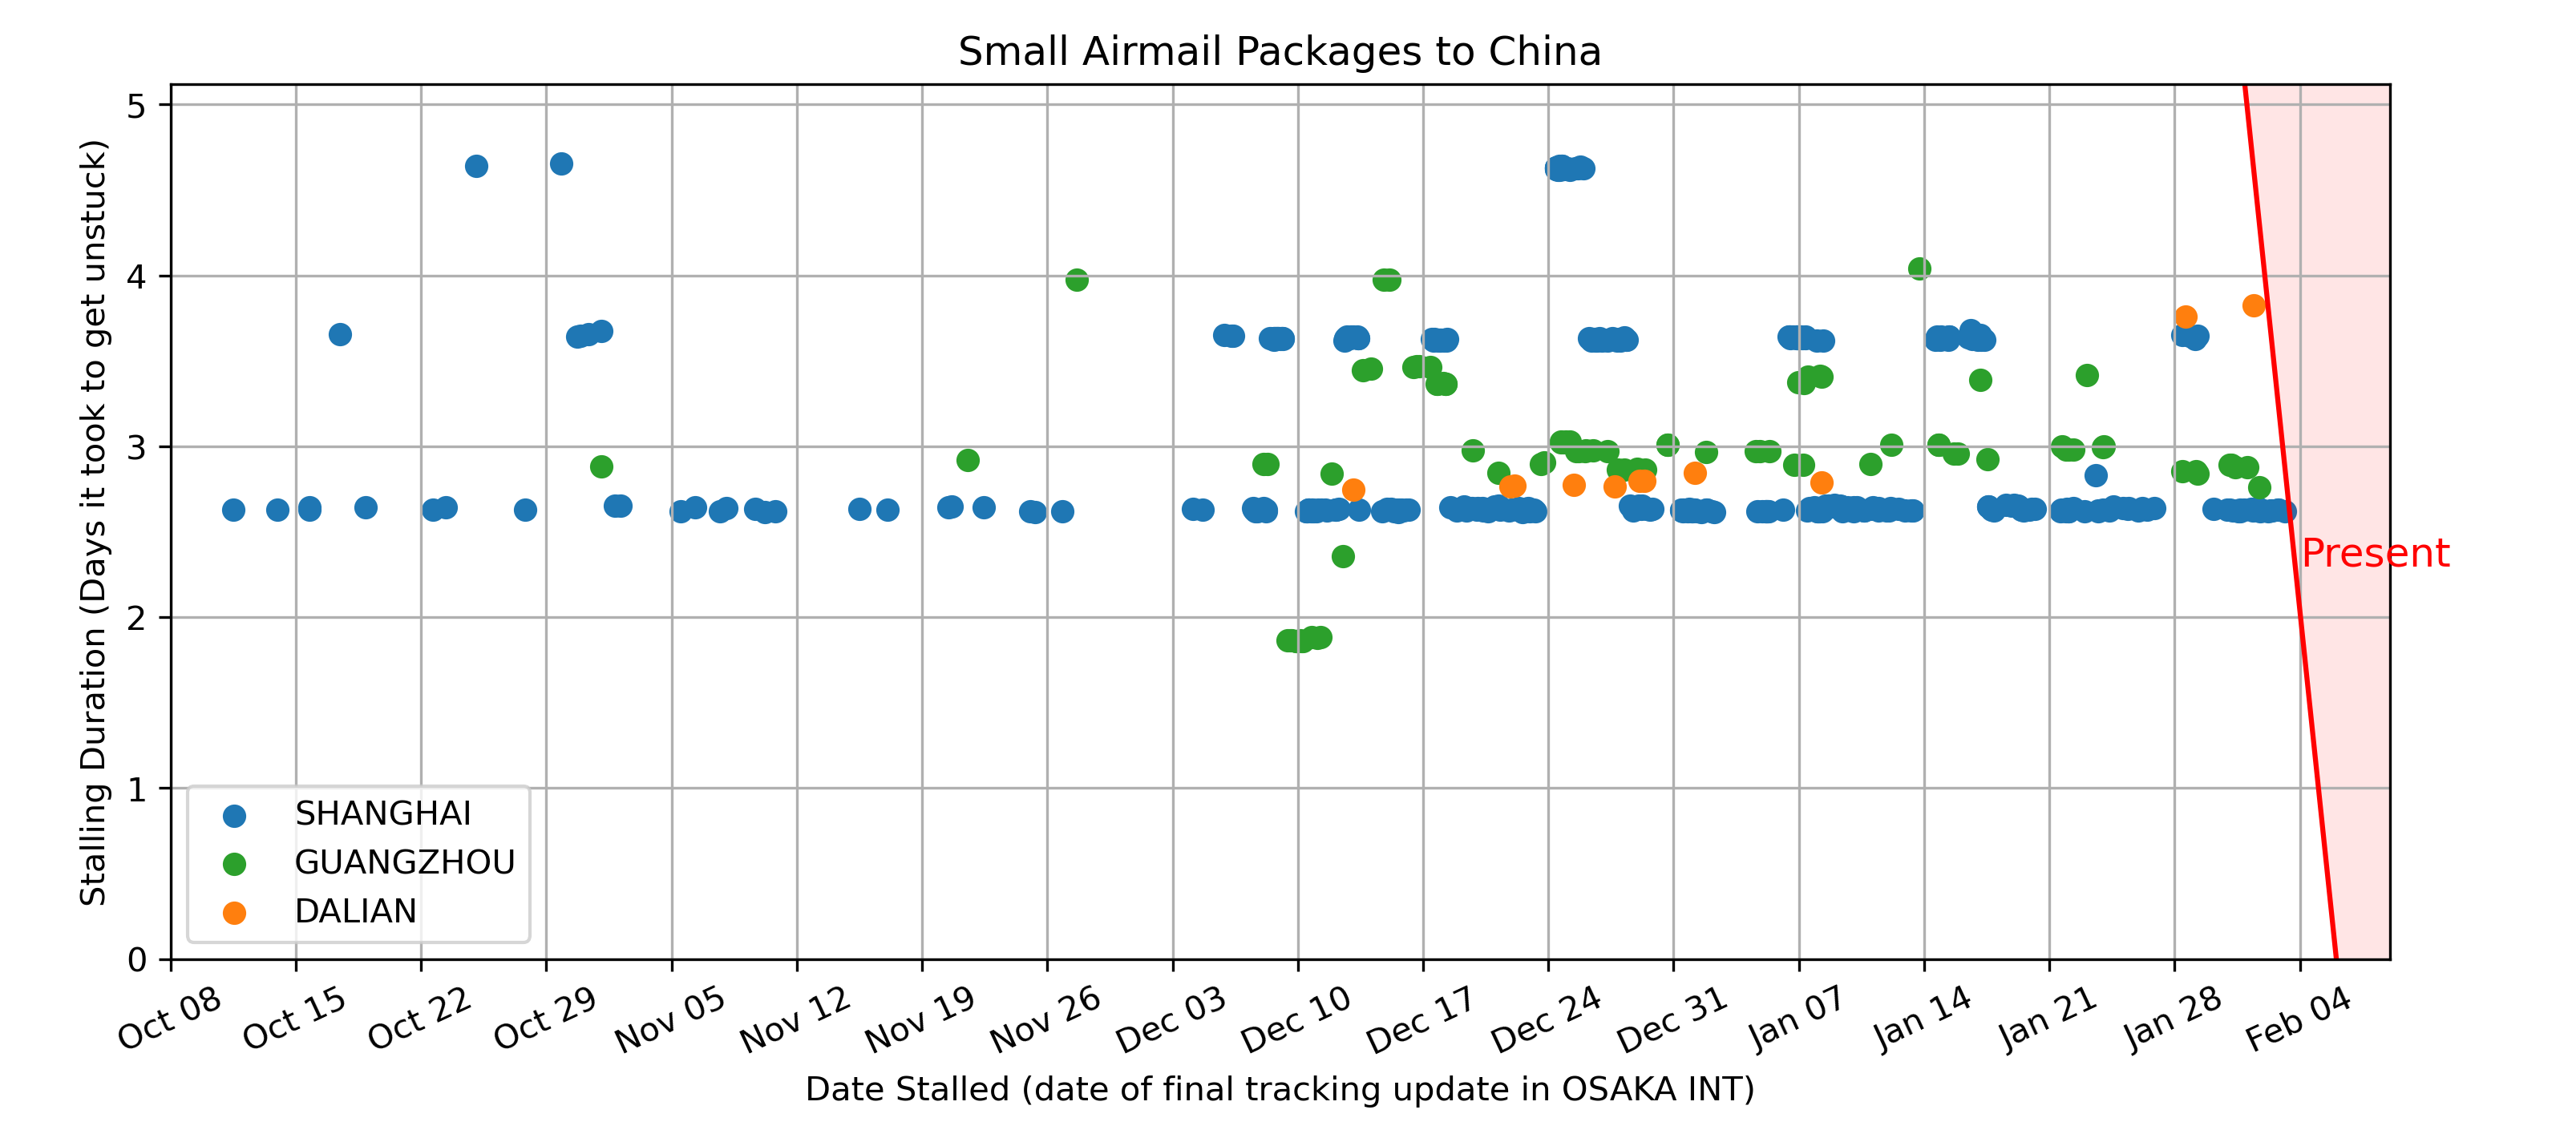 Small Airmail Packages to China
Stalling Duration (Days it took to get unstuck)
5
4
3
2
1
0
Present
SHANGHAI
GUANGZHOU
DALIAN
Oct 08
Oct 15
Oct 22
Oct 29
Nov 05
Nov 12
Nov 19
Nov 26
Dec 03
Dec 10
Dec 17
Dec 24
Dec 31
Jan 07
Jan 14
Jan 21
Jan 28
Feb 04
Date Stalled (date of final tracking update in OSAKA INT)